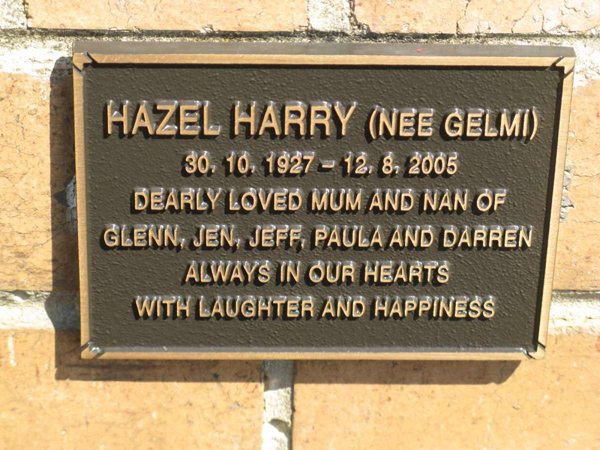 HAZEL HARRY (NEE GELMI)
30. 10. 1927 - 12. 8. 2005
DEARLY LOVED MUM AND NAN OF
GLENN, JEN, JEFF, PAULA AND DARREN
ALWAYS IN OUR HEARTS
WITH LAUGHTER AND HAPPINESS